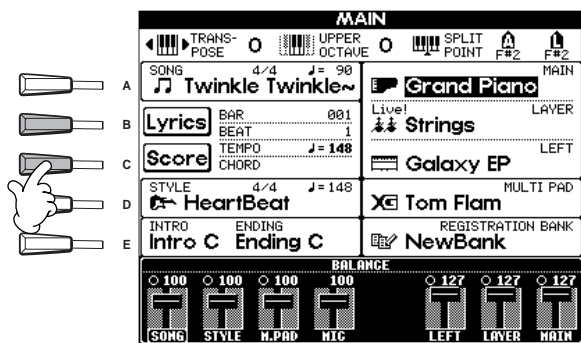 MAIN
TRANS-POSE 0 UPPER OCTAVE 0 SPLIT POINT A F#2 L F#2
SONG 4/4 ♩= 90
Twinkle Twinkle~
MAIN
Grand Piano
A
Live! LAYER
Strings
B
Lyrics BAR 001
BEAT 1
Score TEMPO ♩=148
CHORD
C
LEFT
Galaxy EP
STYLE 4/4 ♩=148
HeartBeat
D
MULTI PAD
Tom Flam
INTRO ENDING
Intro C Ending C
E
REGISTRATION BANK
NewBank
BALANCE
100 100 100 100 127 127 127
SONG STYLE M.PAD MIC LEFT LAYER MAIN